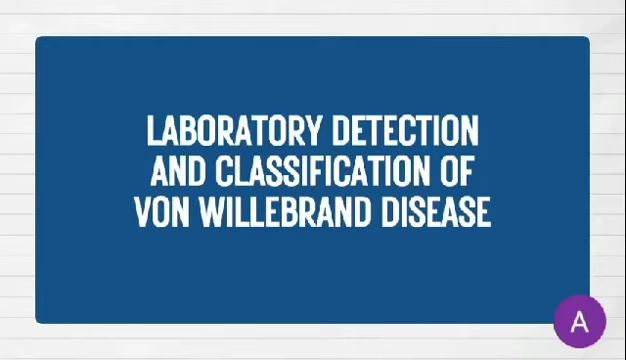 LABORATORY DETECTION
AND CLASSIFICATION OF
VON WILLEBRAND DISEASE
A